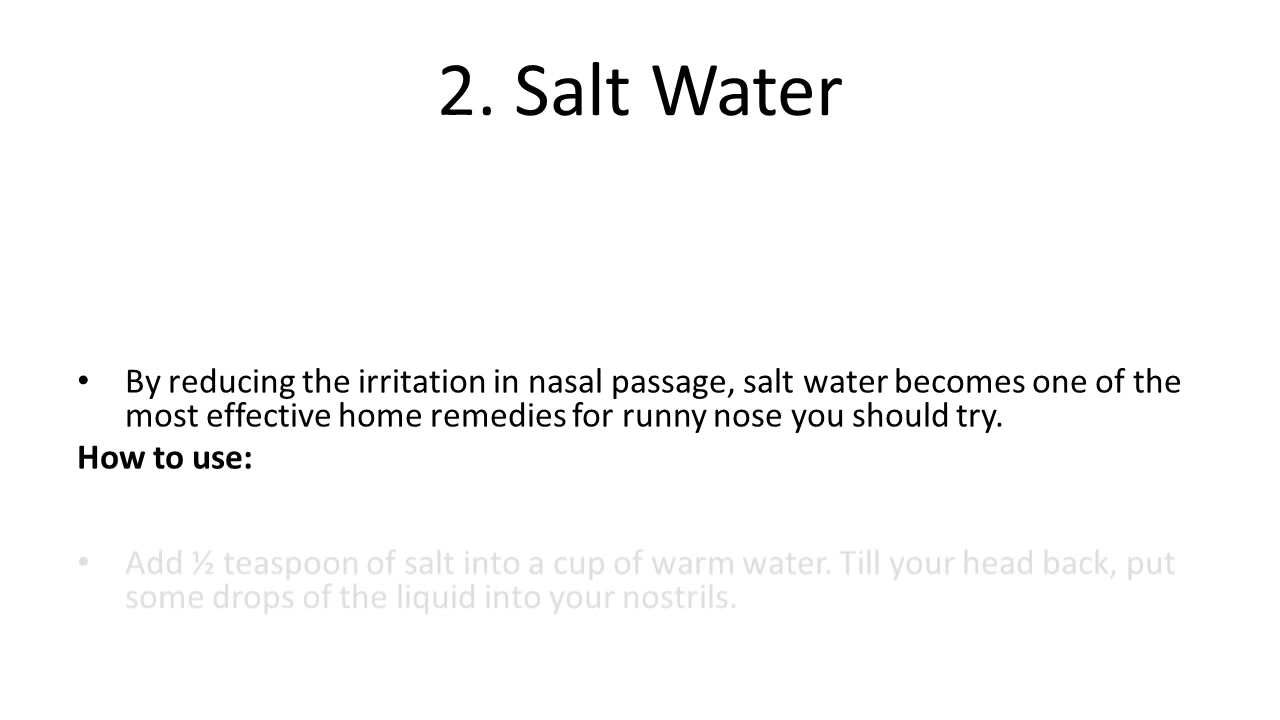 2. Salt Water
• By reducing the irritation in nasal passage, salt water becomes one of the
most effective home remedies for runny nose you should try.
How to use:
• Add ½ teaspoon of salt into a cup of warm water. Till your head back, put
some drops of the liquid into your nostrils.